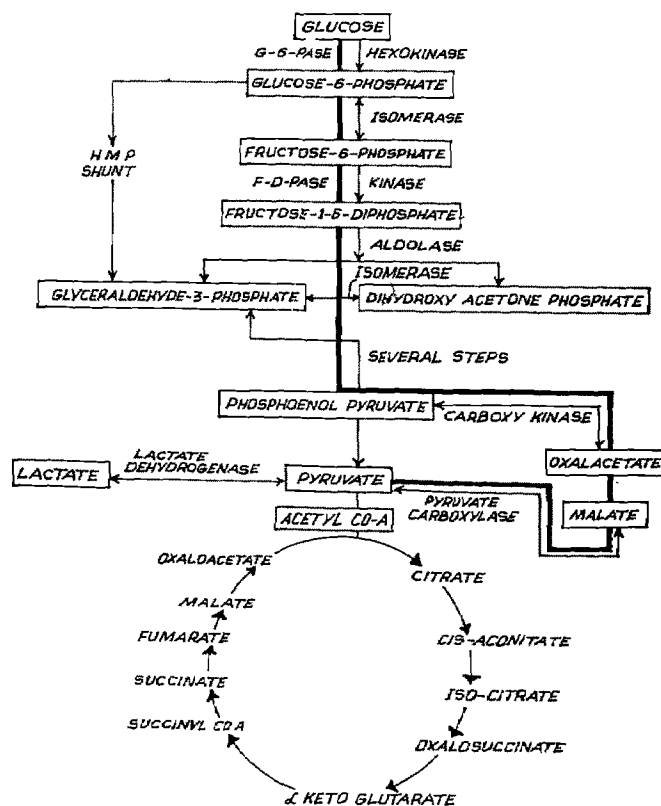 GLUCOSE
G-6-PASE HEXOKINASE
GLUCOSE-6-PHOSPHATE
ISOMERASE
HMP
SHUNT
FRUCTOSE-6-PHOSPHATE
F-D-PASE KINASE
FRUCTOSE-1-6-DIPHOSPHATE
ALDOLASE
ISOMERASE
GLYCERALDEHYDE-3-PHOSPHATE DIHYDROXY ACETONE PHOSPHATE
SEVERAL STEPS
PHOSPHOENOL PYRUVATE
CARBOXY KINASE
LACTATE
DEHYDROGENASE
OXALACETATE
LACTATE
PYRUVATE
PYRUVATE
CARBOXYLASE
MALATE
ACETYL CO-A
OXALOACETATE
CITRATE
MALATE
FUMARATE
CIS-ACONITATE
SUCCINATE
ISO-CITRATE
SUCCINYL CO A
OXALOSUCCINATE
α KETO GLUTARATE